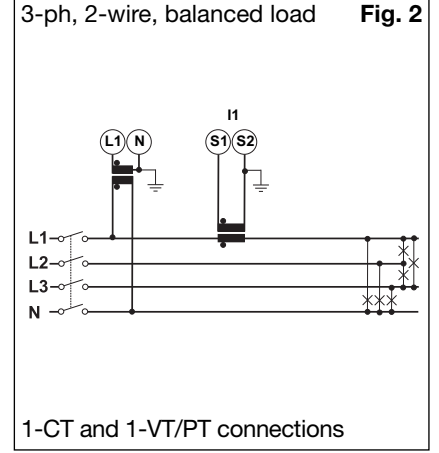 3-ph, 2-wire, balanced load Fig. 2
I1
L1 N S1 S2
L1
L2
L3
N
1-CT and 1-VT/PT connections